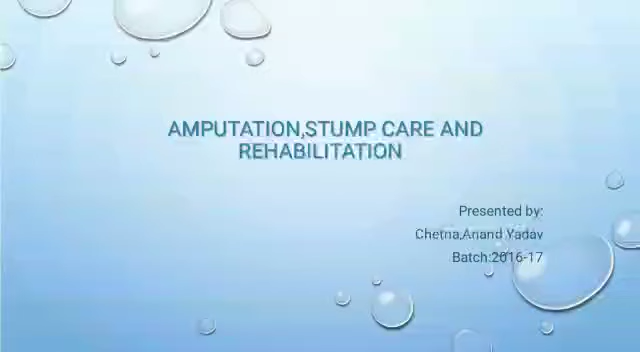 AMPUTATION,STUMP CARE AND
REHABILITATION
Presented by:
Chetna,Anand Yadav
Batch:2016-17